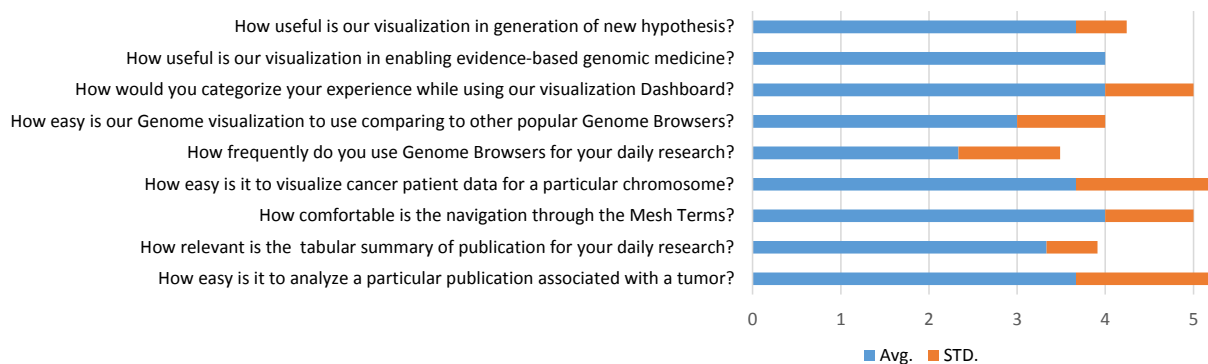 How useful is our visualization in generation of new hypothesis?
How useful is our visualization in enabling evidence-based genomic medicine?
How would you categorize your experience while using our visualization Dashboard?
How easy is our Genome visualization to use comparing to other popular Genome Browsers?
How frequently do you use Genome Browsers for your daily research?
How easy is it to visualize cancer patient data for a particular chromosome?
How comfortable is the navigation through the Mesh Terms?
How relevant is the tabular summary of publication for your daily research?
How easy is it to analyze a particular publication associated with a tumor?
0 1 2 3 4 5
Avg. STD.